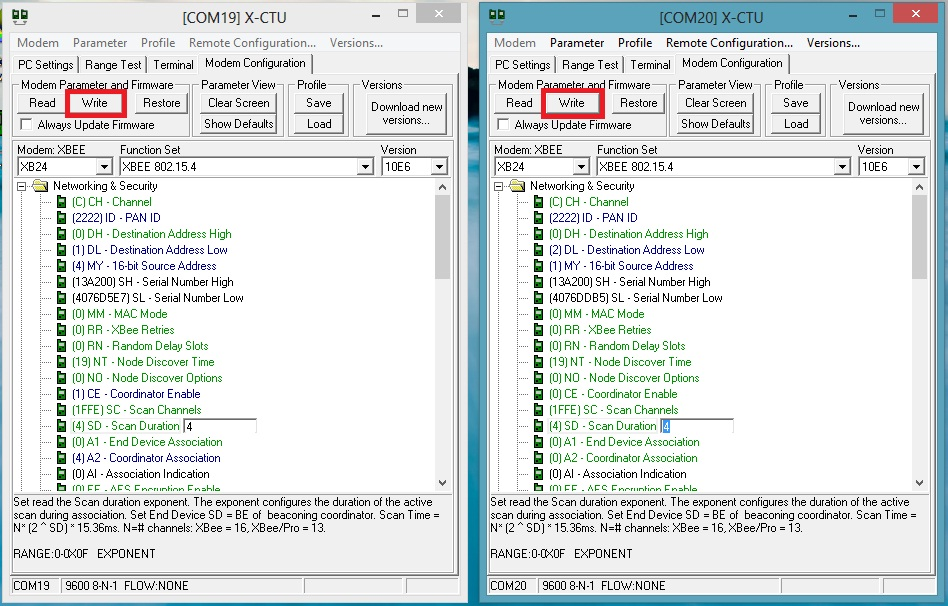 [COM19] X-CTU
Modem Parameter Profile Remote Configuration... Versions...
PC Settings Range Test Terminal Modem Configuration
Modem Parameter and Firmware Parameter View Profile Versions
Read Write Restore Clear Screen Save Download new versions...
Always Update Firmware Show Defaults Load
Modem: XBEE Function Set Version
XB24 XBEE 802.15.4 10E6
Networking & Security
(C) CH - Channel
(2222) ID - PAN ID
(0) DH - Destination Address High
(1) DL - Destination Address Low
(4) MY - 16-bit Source Address
(13A200) SH - Serial Number High
(4076D5E7) SL - Serial Number Low
(0) MM - MAC Mode
(0) RR - XBee Retries
(0) RN - Random Delay Slots
(19) NT - Node Discover Time
(0) NO - Node Discover Options
(1) CE - Coordinator Enable
(1FFE) SC - Scan Channels
(4) SD - Scan Duration 4
(0) A1 - End Device Association
(4) A2 - Coordinator Association
(0) AI - Association Indication
(0) EE - AES Encryption Enable
Set read the Scan duration exponent. The exponent configures the duration of the active
scan during association. Set End Device SD = BE of beaconing coordinator. Scan Time =
N* (2 ^ SD) * 15.36ms. N=# channels: XBee = 16, XBee/Pro = 13.
RANGE:0-0X0F EXPONENT
COM19 9600 8-N-1 FLOW:NONE
[COM20] X-CTU
Modem Parameter Profile Remote Configuration... Versions...
PC Settings Range Test Terminal Modem Configuration
Modem Parameter and Firmware Parameter View Profile Versions
Read Write Restore Clear Screen Save Download new versions...
Always Update Firmware Show Defaults Load
Modem: XBEE Function Set Version
XB24 XBEE 802.15.4 10E6
Networking & Security
(C) CH - Channel
(2222) ID - PAN ID
(0) DH - Destination Address High
(2) DL - Destination Address Low
(1) MY - 16-bit Source Address
(13A200) SH - Serial Number High
(4076DDB5) SL - Serial Number Low
(0) MM - MAC Mode
(0) RR - XBee Retries
(0) RN - Random Delay Slots
(19) NT - Node Discover Time
(0) NO - Node Discover Options
(0) CE - Coordinator Enable
(1FFE) SC - Scan Channels
(4) SD - Scan Duration 4
(0) A1 - End Device Association
(0) A2 - Coordinator Association
(0) AI - Association Indication
(0) EE - AES Encryption Enable
Set read the Scan duration exponent. The exponent configures the duration of the active
scan during association. Set End Device SD = BE of beaconing coordinator. Scan Time =
N* (2 ^ SD) * 15.36ms. N=# channels: XBee = 16, XBee/Pro = 13.
RANGE:0-0X0F EXPONENT
COM20 9600 8-N-1 FLOW:NONE